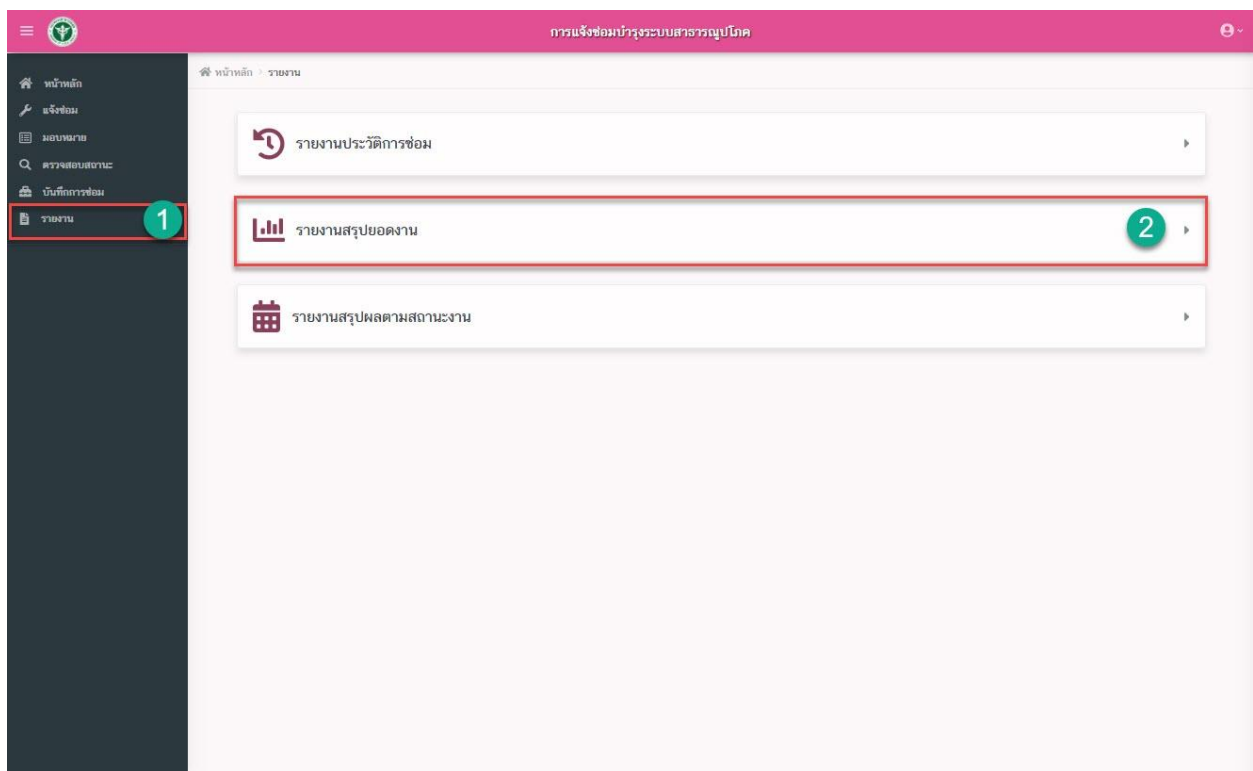 การแจ้งซ่อมบำรุงระบบสาธารณูปโภค
หน้าหลัก > รายงาน
หน้าหลัก
แจ้งซ่อม
มอบหมาย
ตรวจสอบสถานะ
บันทึกการซ่อม
รายงาน 1
รายงานประวัติการซ่อม
รายงานสรุปยอดงาน 2
รายงานสรุปผลตามสถานะงาน